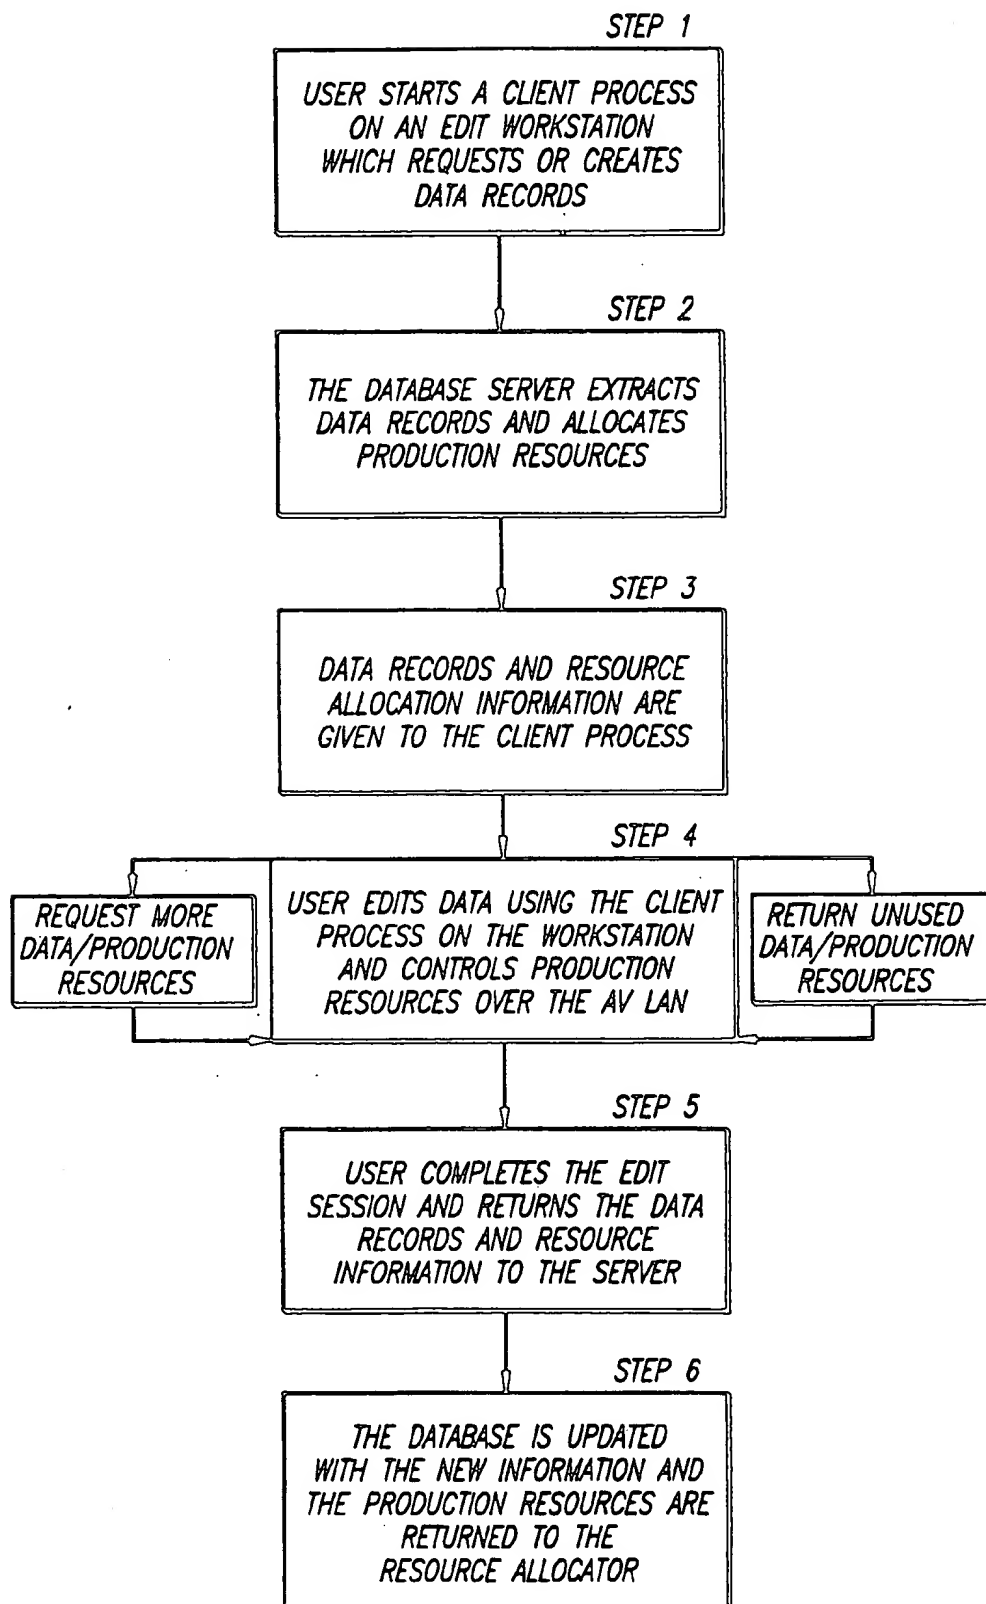 STEP 1
USER STARTS A CLIENT PROCESS
ON AN EDIT WORKSTATION
WHICH REQUESTS OR CREATES
DATA RECORDS
STEP 2
THE DATABASE SERVER EXTRACTS
DATA RECORDS AND ALLOCATES
PRODUCTION RESOURCES
STEP 3
DATA RECORDS AND RESOURCE
ALLOCATION INFORMATION ARE
GIVEN TO THE CLIENT PROCESS
STEP 4
REQUEST MORE
DATA/PRODUCTION
RESOURCES
USER EDITS DATA USING THE CLIENT
PROCESS ON THE WORKSTATION
AND CONTROLS PRODUCTION
RESOURCES OVER THE AV LAN
RETURN UNUSED
DATA/PRODUCTION
RESOURCES
STEP 5
USER COMPLETES THE EDIT
SESSION AND RETURNS THE DATA
RECORDS AND RESOURCE
INFORMATION TO THE SERVER
STEP 6
THE DATABASE IS UPDATED
WITH THE NEW INFORMATION AND
THE PRODUCTION RESOURCES ARE
RETURNED TO THE
RESOURCE ALLOCATOR